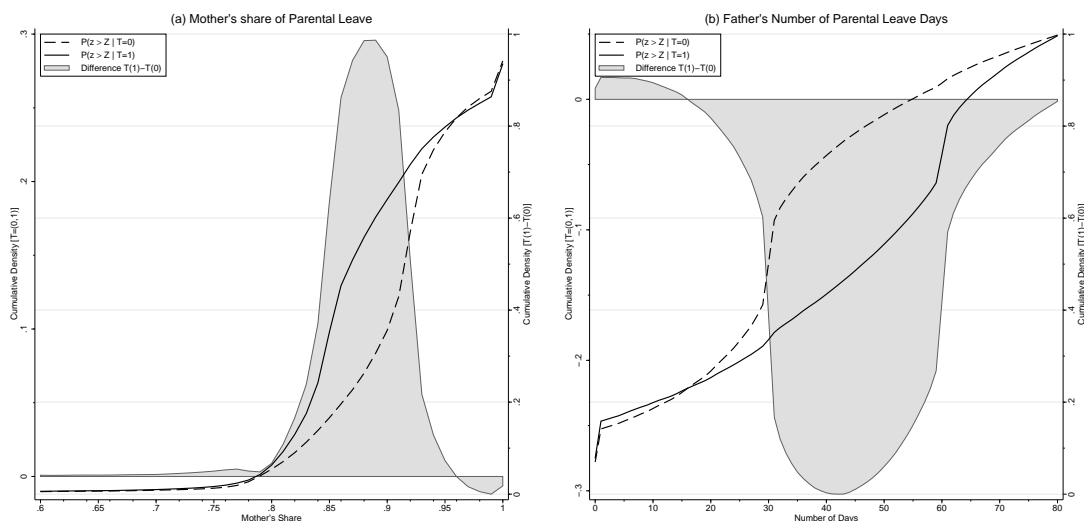 (a) Mother's share of Parental Leave
P(z > Z | T=0)
P(z > Z | T=1)
Difference T(1)−T(0)
Cumulative Density [T=(0,1)]
.3
.2
.1
0
Cumulative Density [T(1)−T(0)]
1
.8
.6
.4
.2
0
.6
.65
.7
.75
.8
.85
.9
.95
1
Mother's Share
(b) Father's Number of Parental Leave Days
P(z > Z | T=0)
P(z > Z | T=1)
Difference T(1)−T(0)
Cumulative Density [T=(0,1)]
0
−.1
−.2
−.3
Cumulative Density [T(1)−T(0)]
1
.8
.6
.4
.2
0
0
10
20
30
40
50
60
70
80
Number of Days